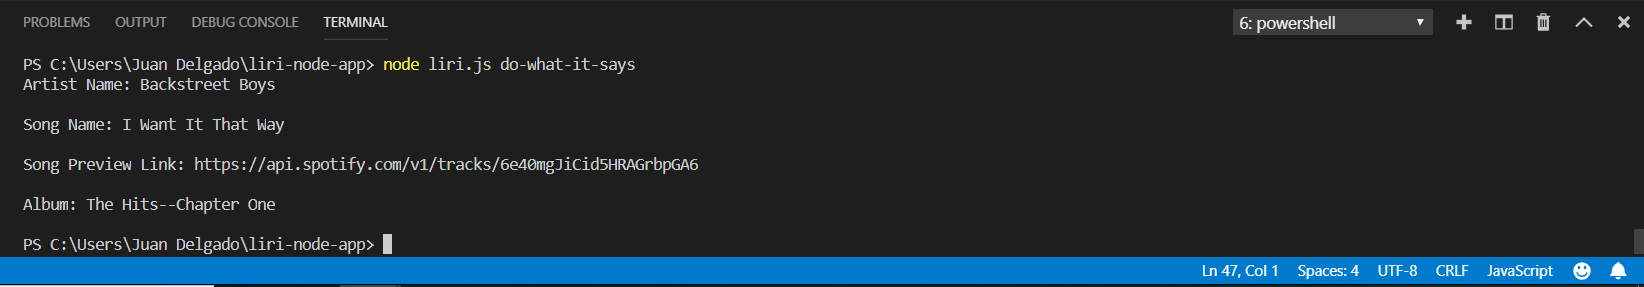 PROBLEMS OUTPUT DEBUG CONSOLE TERMINAL 6: powershell
PS C:\Users\Juan Delgado\liri-node-app> node liri.js do-what-it-says
Artist Name: Backstreet Boys
Song Name: I Want It That Way
Song Preview Link: https://api.spotify.com/v1/tracks/6e40mgJiCid5HRAGrbpGA6
Album: The Hits--Chapter One
PS C:\Users\Juan Delgado\liri-node-app>
Ln 47, Col 1 Spaces: 4 UTF-8 CRLF JavaScript